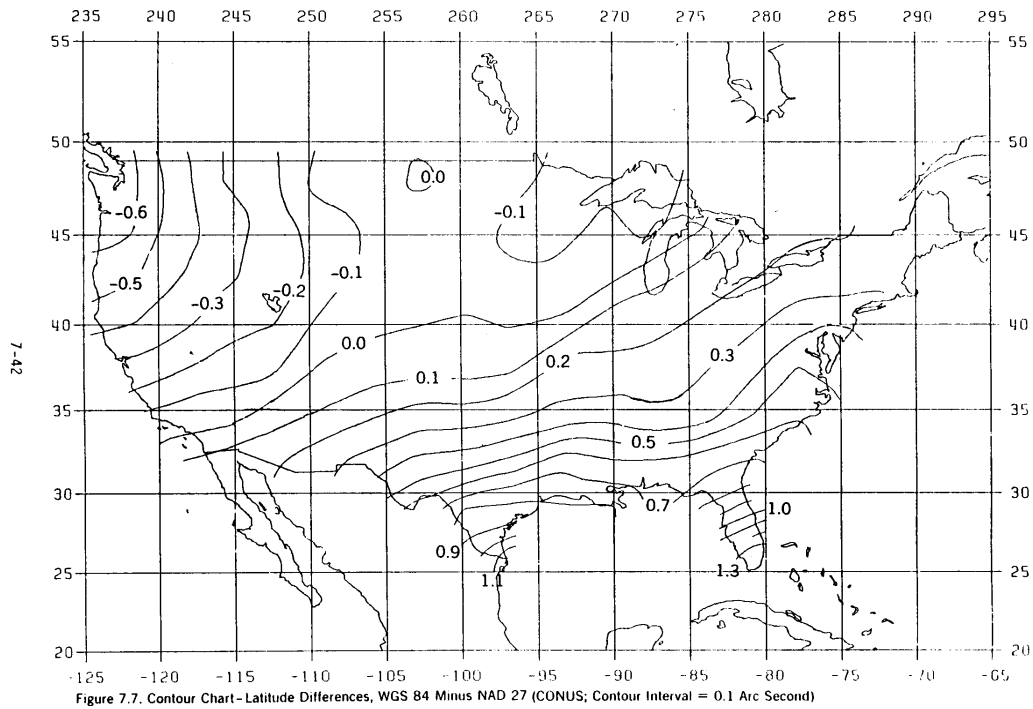 235 240 245 250 255 260 265 270 275 280 285 290 295
55 55
50 50
0.0
-0.6 -0.1
45 45
-0.5 -0.3 -0.2 -0.1
40 40
0.0 0.2 0.3
0.1
35 35
0.5
30 30
0.7 1.0
0.9
25 1.1 1.3 25
20 20
-125 -120 -115 -110 -105 -100 -95 -90 -85 -80 -75 -70 -65
7-42
Figure 7.7. Contour Chart–Latitude Differences, WGS 84 Minus NAD 27 (CONUS; Contour Interval = 0.1 Arc Second)